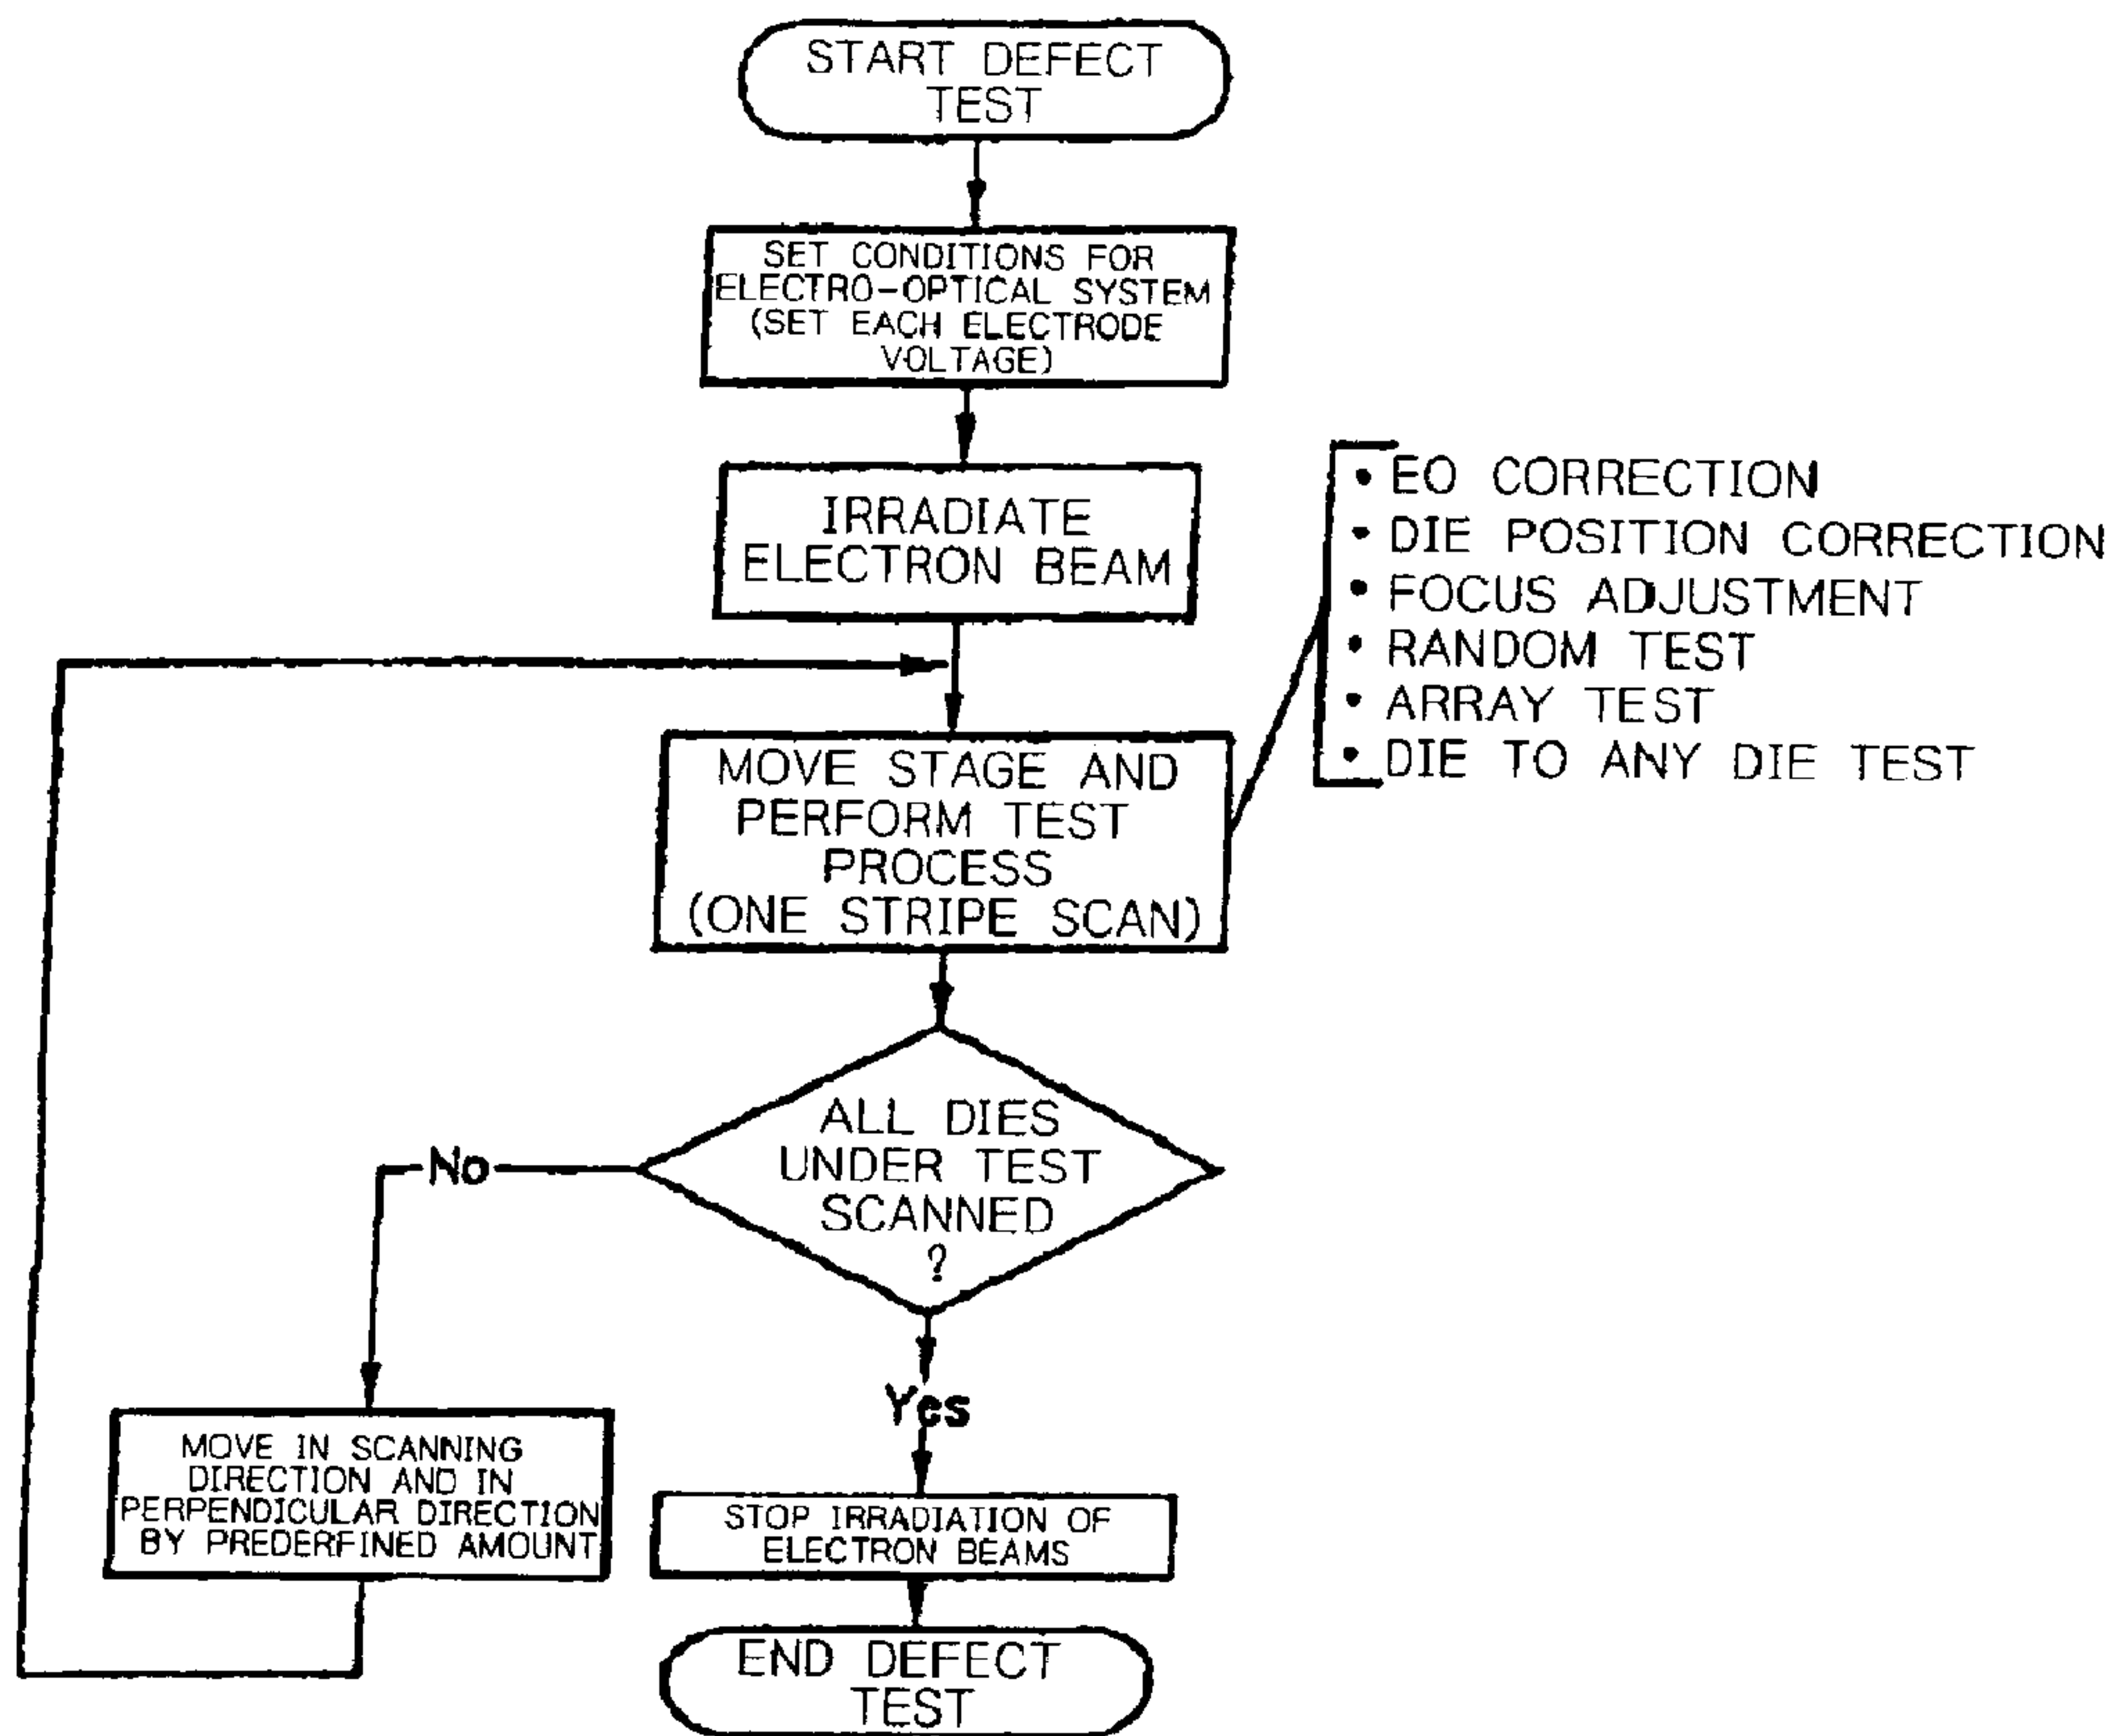 START DEFECT
TEST
SET CONDITIONS FOR
ELECTRO-OPTICAL SYSTEM
(SET EACH ELECTRODE
VOLTAGE)
IRRADIATE
ELECTRON BEAM
• EO CORRECTION
• DIE POSITION CORRECTION
• FOCUS ADJUSTMENT
• RANDOM TEST
• ARRAY TEST
• DIE TO ANY DIE TEST
MOVE STAGE AND
PERFORM TEST
PROCESS
(ONE STRIPE SCAN)
ALL DIES
UNDER TEST
SCANNED
?
No
Yes
MOVE IN SCANNING
DIRECTION AND IN
PERPENDICULAR DIRECTION
BY PREDERFINED AMOUNT
STOP IRRADIATION OF
ELECTRON BEAMS
END DEFECT
TEST